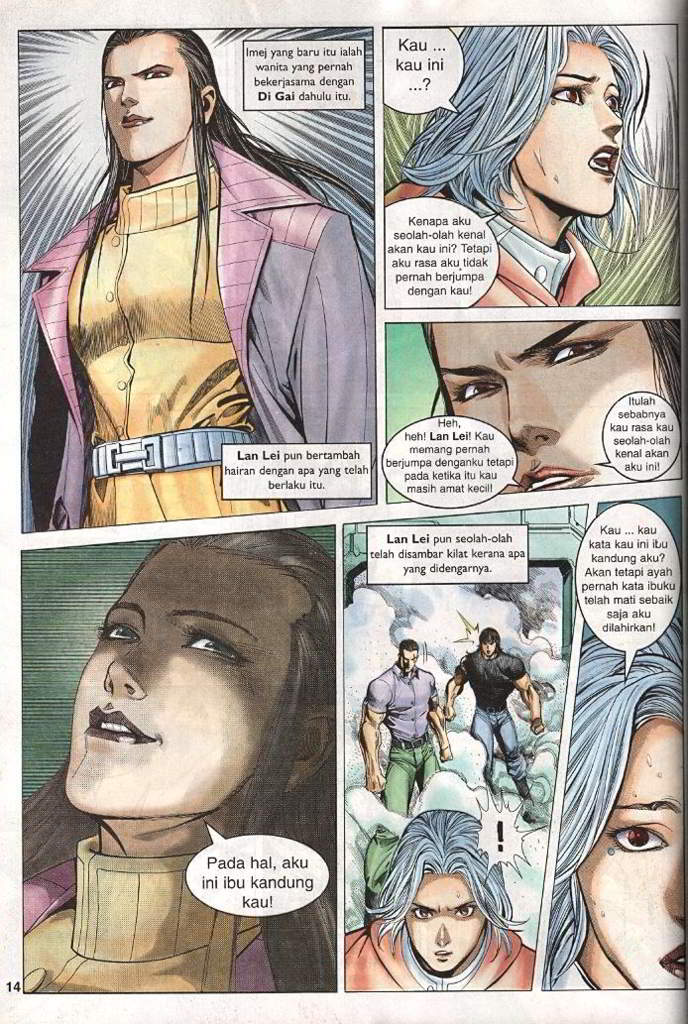 Imej yang baru itu ialah
wanita yang pernah
bekerjasama dengan
Di Gai dahulu itu.
Lan Lei pun bertambah
hairan dengan apa yang telah
berlaku itu.
Kau ...
kau ini
...?
Kenapa aku
seolah-olah kenal
akan kau ini? Tetapi
aku rasa aku tidak
pernah berjumpa
dengan kau!
Heh,
heh! Lan Lei! Kau
memang pernah
berjumpa denganku tetapi
pada ketika itu kau
masih amat kecil!
Itulah
sebabnya
kau rasa kau
seolah-olah
kenal akan
aku ini!
Pada hal, aku
ini ibu kandung
kau!
Lan Lei pun seolah-olah
telah disambar kilat kerana apa
yang didengarnya.
!
Kau ... kau
kata kau ini ibu
kandung aku?
Akan tetapi ayah
pernah kata ibuku
telah mati sebaik
saja aku
dilahirkan!
14